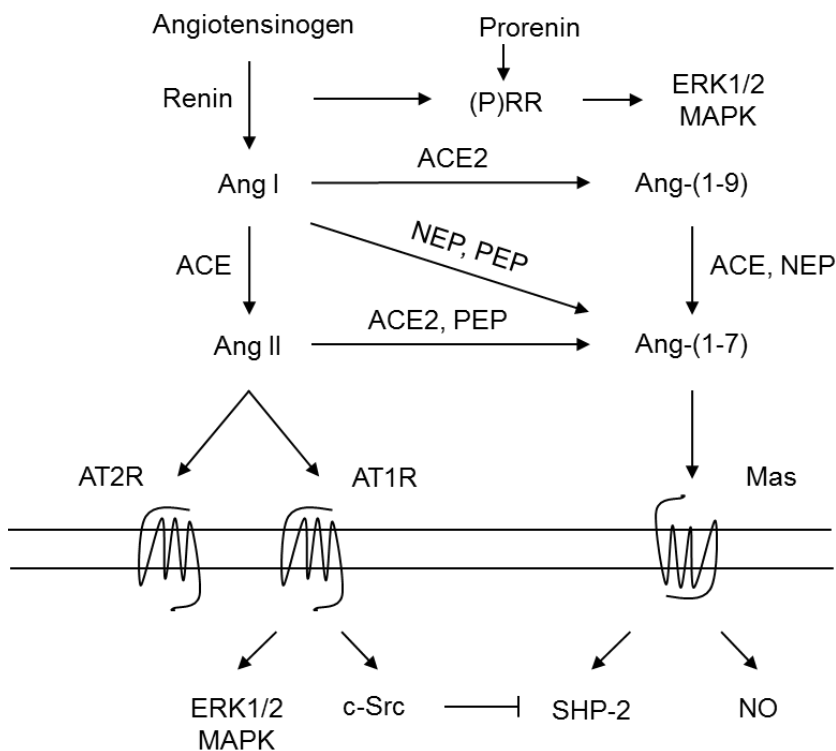 Angiotensinogen
Prorenin
Renin
(P)RR
ERK1/2
MAPK
ACE2
Ang I
Ang-(1-9)
NEP, PEP
ACE
ACE, NEP
ACE2, PEP
Ang II
Ang-(1-7)
AT2R
AT1R
Mas
ERK1/2
MAPK
c-Src
SHP-2
NO